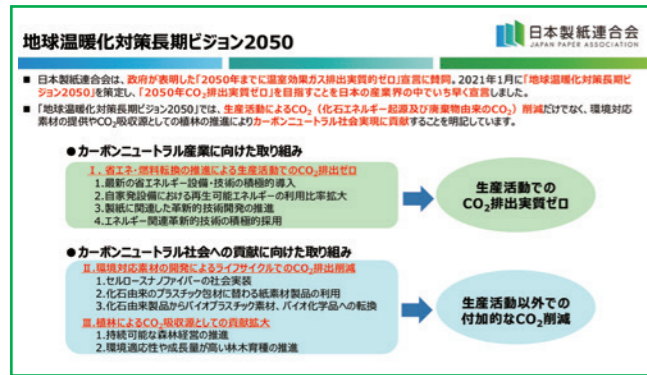 地球温暖化対策長期ビジョン2050
日本製紙連合会
JAPAN PAPER ASSOCIATION
■ 日本製紙連合会は、政府が表明した「2050年までに温室効果ガス排出実質的ゼロ」宣言に賛同。2021年1月に「地球温暖化対策長期ビ
ジョン2050」を策定し、「2050年CO₂排出実質ゼロ」を目指すことを日本の産業界の中でいち早く宣言しました。
■ 「地球温暖化対策長期ビジョン2050」では、生産活動によるCO₂（化石エネルギー起源及び廃棄物由来のCO₂）削減だけでなく、環境対応
素材の提供やCO₂吸収源としての植林の推進によりカーボンニュートラル社会実現に貢献することを明記しています。
●カーボンニュートラル産業に向けた取り組み
Ⅰ．省エネ・燃料転換の推進による生産活動でのCO₂排出ゼロ
1.最新の省エネルギー設備・技術の積極的導入
2.自家発設備における再生可能エネルギーの利用比率拡大
3.製紙に関連した革新的技術開発の推進
4.エネルギー関連革新的技術の積極的採用
生産活動での
CO₂排出実質ゼロ
●カーボンニュートラル社会への貢献に向けた取り組み
Ⅱ.環境対応素材の開発によるライフサイクルでのCO₂排出削減
1.セルロースナノファイバーの社会実装
2.化石由来のプラスチック包材に替わる紙素材製品の利用
3.化石由来製品からバイオプラスチック素材、バイオ化学品への転換
Ⅲ.植林によるCO₂吸収源としての貢献拡大
1.持続可能な森林経営の推進
2.環境適応性や成長量が高い林木育種の推進
生産活動以外での
付加的なCO₂削減